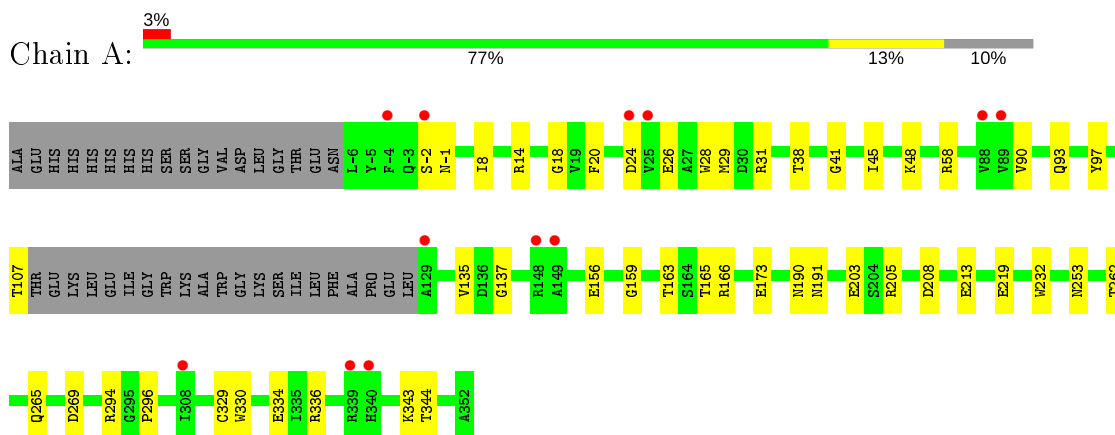 3%
Chain A:
77% 13% 10%
ALA GLU HIS HIS HIS HIS HIS HIS SER SER GLY VAL ASP LEU GLY THR GLU ASN L-6 Y-5 F-4 Q-3 S-2 N-1 I8 R14 G18 V19 F20 D24 V25 E26 A27 W28 M29 D30 R31 T38 G41 I45 K48 R58 V88 V89 V90 Q93 Y97
T107 THR GLU LYS LEU GLU ILE GLY TRP LYS ALA TRP GLY LYS SER ILE LEU PHE ALA PRO GLU LEU A129 V135 D136 G137 R148 A149 E156 G159 T163 S164 T165 R166 E173 N190 N191 E203 S204 R205 D208 E213 E219 W232 N253
Q265 D269 R294 G295 P296 I308 C329 W330 E334 I335 R336 R339 H340 K343 T344 A352